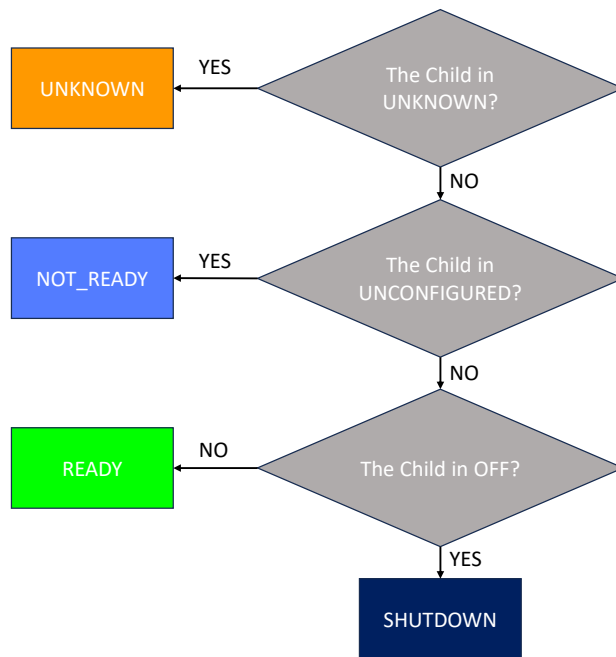 The Child in
UNKNOWN?
YES
UNKNOWN
NO
The Child in
UNCONFIGURED?
YES
NOT_READY
NO
The Child in OFF?
NO
READY
YES
SHUTDOWN